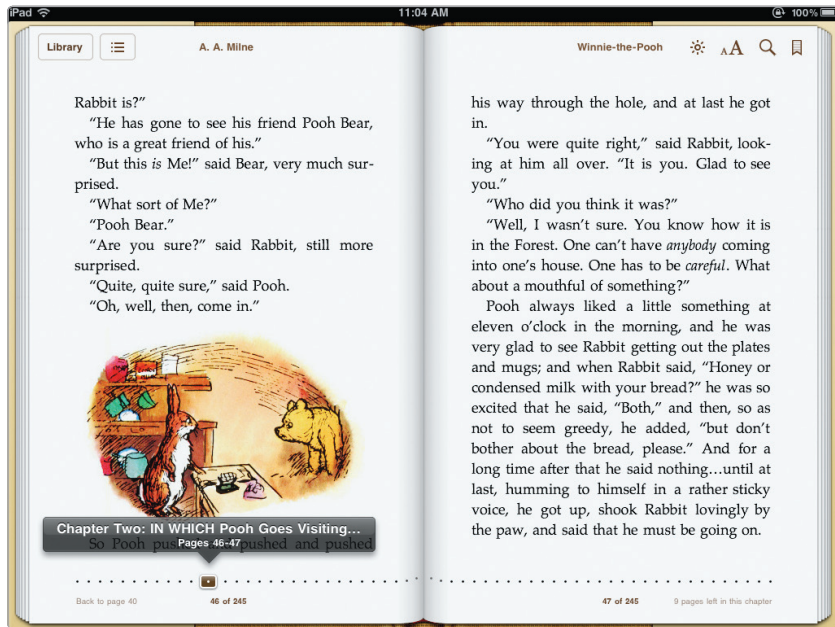 iPad
11:04 AM
100%
Library
A. A. Milne
Winnie-the-Pooh
AA
Rabbit is?”
“He has gone to see his friend Pooh Bear,
who is a great friend of his.”
“But this is Me!” said Bear, very much sur-
prised.
“What sort of Me?”
“Pooh Bear.”
“Are you sure?” said Rabbit, still more
surprised.
“Quite, quite sure,” said Pooh.
“Oh, well, then, come in.”
Chapter Two: IN WHICH Pooh Goes Visiting...
Pages 46-47
So Pooh pushed and pushed and pushed
Back to page 40
46 of 245
his way through the hole, and at last he got
in.
“You were quite right,” said Rabbit, look-
ing at him all over. “It is you. Glad to see
you.”
“Who did you think it was?”
“Well, I wasn’t sure. You know how it is
in the Forest. One can’t have anybody coming
into one’s house. One has to be careful. What
about a mouthful of something?”
Pooh always liked a little something at
eleven o’clock in the morning, and he was
very glad to see Rabbit getting out the plates
and mugs; and when Rabbit said, “Honey or
condensed milk with your bread?” he was so
excited that he said, “Both,” and then, so as
not to seem greedy, he added, “but don’t
bother about the bread, please.” And for a
long time after that he said nothing...until at
last, humming to himself in a rather sticky
voice, he got up, shook Rabbit lovingly by
the paw, and said that he must be going on.
47 of 245
9 pages left in this chapter